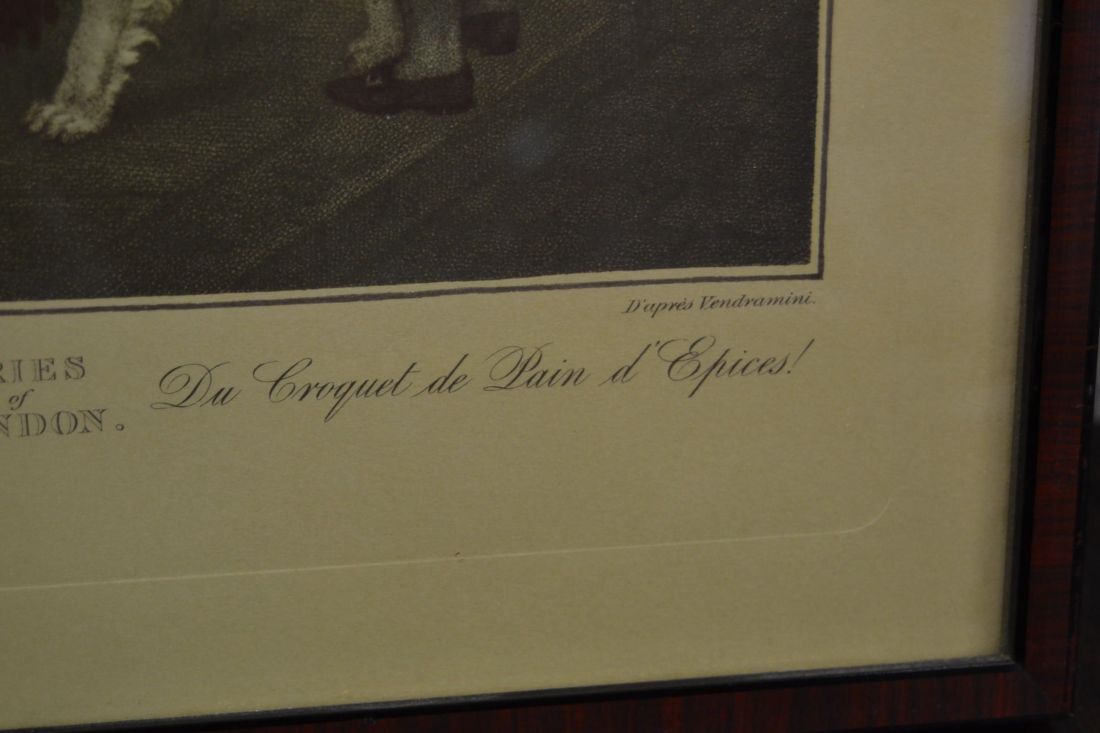 D'après Vendramini.
RIES
of
NDON.
Du Croquet de Pain d'Epices!